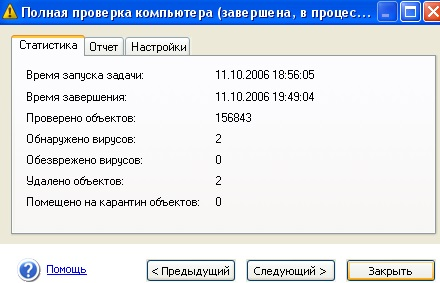 Полная проверка компьютера (завершена, в процес...
Статистика Отчет Настройки
Время запуска задачи: 11.10.2006 18:56:05
Время завершения: 11.10.2006 19:49:04
Проверено объектов: 156843
Обнаружено вирусов: 2
Обезврежено вирусов: 0
Удалено объектов: 2
Помещено на карантин объектов: 0
? Помощь < Предыдущий Следующий > Закрыть